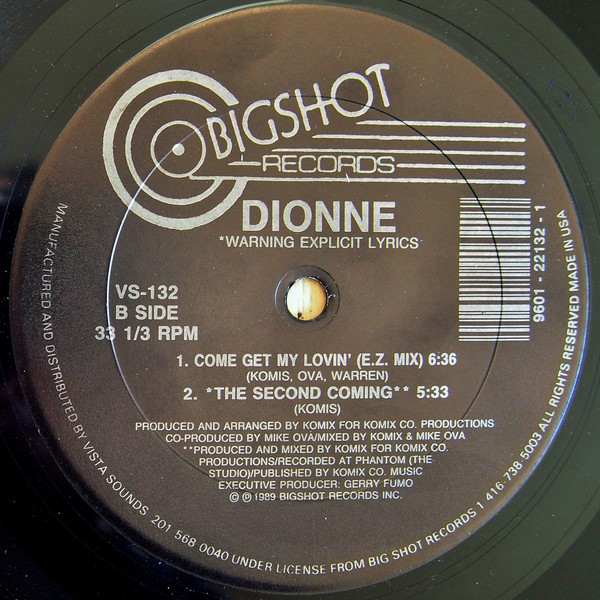 BIGSHOT
RECORDS
DIONNE
*WARNING EXPLICIT LYRICS
VS-132
B SIDE
33 1/3 RPM
9601 - 22132 - 1
1. COME GET MY LOVIN' (E.Z. MIX) 6:36
(KOMIS, OVA, WARREN)
2. *THE SECOND COMING** 5:33
(KOMIS)
PRODUCED AND ARRANGED BY KOMIX FOR KOMIX CO. PRODUCTIONS
CO-PRODUCED BY MIKE OVA/MIXED BY KOMIX & MIKE OVA
**PRODUCED AND MIXED BY KOMIX FOR KOMIX CO.
PRODUCTIONS/RECORDED AT PHANTOM (THE
STUDIO)/PUBLISHED BY KOMIX CO. MUSIC
EXECUTIVE PRODUCER: GERRY FUMO
© ℗ 1989 BIGSHOT RECORDS INC.
MANUFACTURED AND DISTRIBUTED BY VISTA SOUNDS 201 568 0040 UNDER LICENSE FROM BIG SHOT RECORDS 1 416 738 5003 ALL RIGHTS RESERVED MADE IN USA